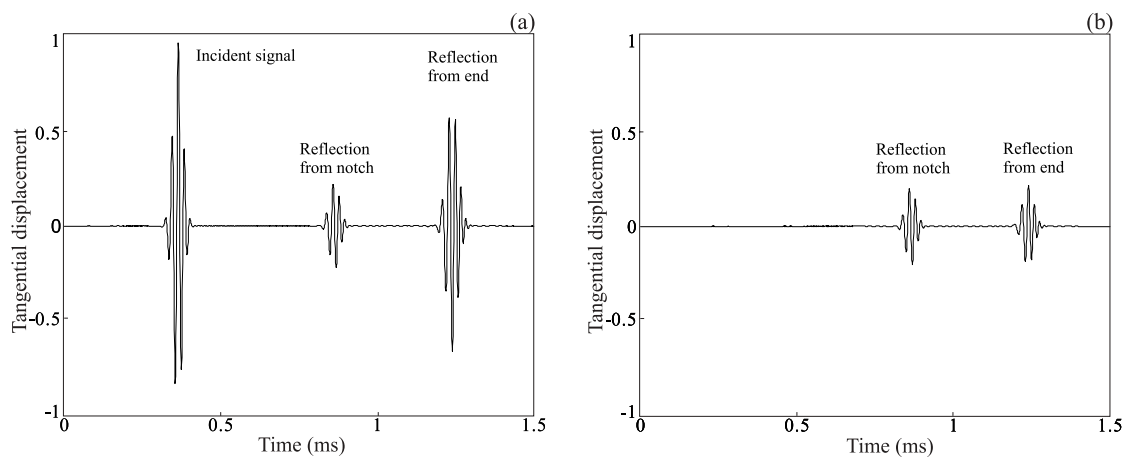 (a)
1
0.5
0
-0.5
-1
0
0.5
1
1.5
Incident signal
Reflection
from notch
Reflection
from end
Tangential displacement
Time (ms)
(b)
1
0.5
0
-0.5
-1
0
0.5
1
1.5
Reflection
from notch
Reflection
from end
Tangential displacement
Time (ms)